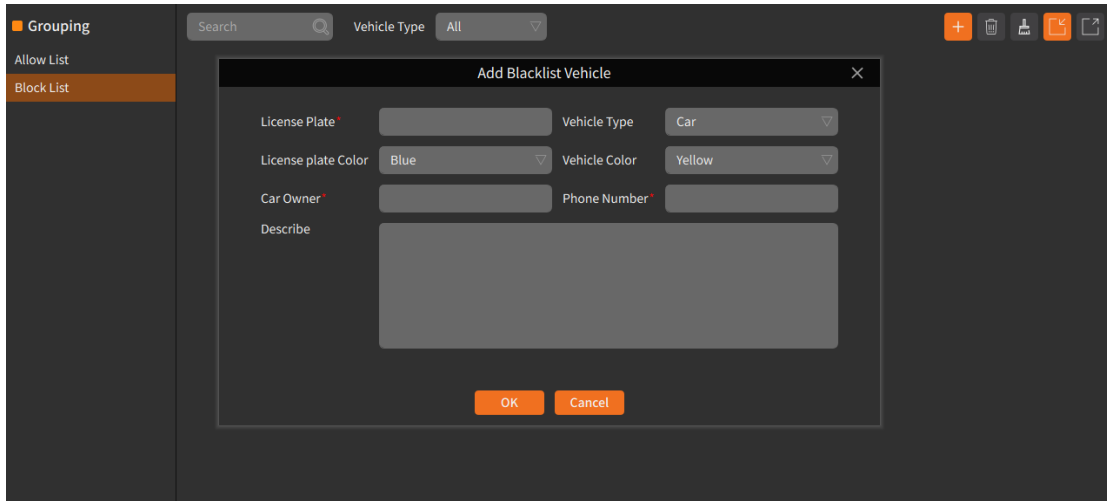 Grouping
Search Vehicle Type All
Allow List
Block List
Add Blacklist Vehicle
License Plate* Vehicle Type Car
License plate Color Blue Vehicle Color Yellow
Car Owner* Phone Number*
Describe
OK Cancel